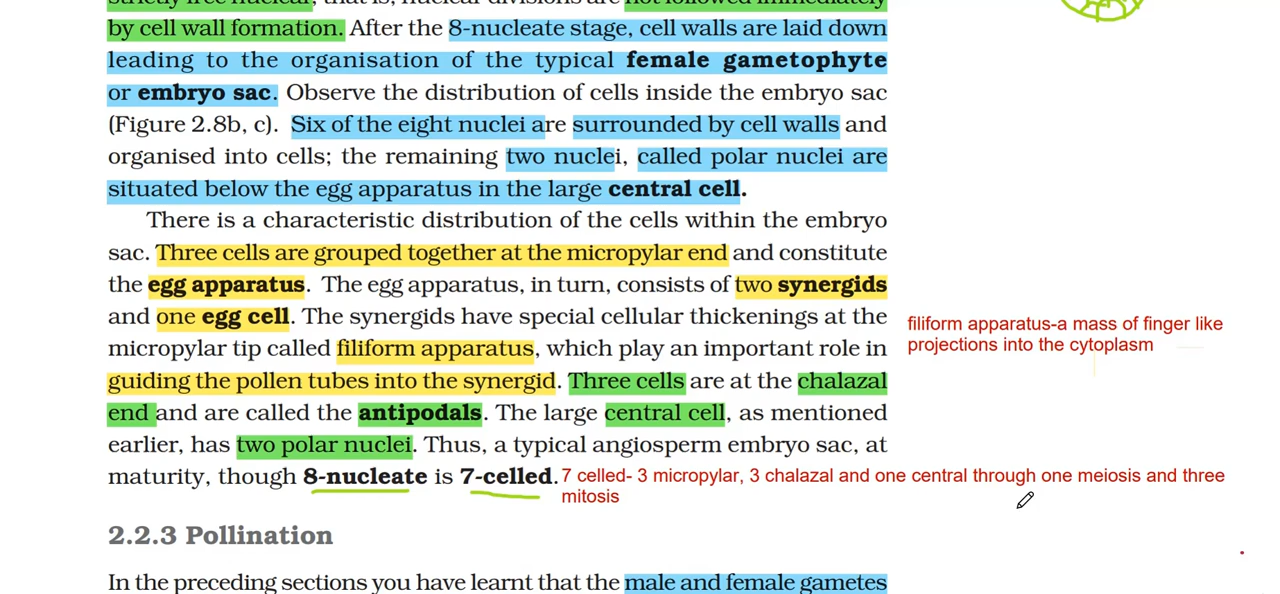 strictly free nuclear, that is, nuclear divisions are not followed immediately
by cell wall formation. After the 8-nucleate stage, cell walls are laid down
leading to the organisation of the typical female gametophyte
or embryo sac. Observe the distribution of cells inside the embryo sac
(Figure 2.8b, c). Six of the eight nuclei are surrounded by cell walls and
organised into cells; the remaining two nuclei, called polar nuclei are
situated below the egg apparatus in the large central cell.
There is a characteristic distribution of the cells within the embryo
sac. Three cells are grouped together at the micropylar end and constitute
the egg apparatus. The egg apparatus, in turn, consists of two synergids
and one egg cell. The synergids have special cellular thickenings at the
micropylar tip called filiform apparatus, which play an important role in
guiding the pollen tubes into the synergid. Three cells are at the chalazal
end and are called the antipodals. The large central cell, as mentioned
earlier, has two polar nuclei. Thus, a typical angiosperm embryo sac, at
maturity, though 8-nucleate is 7-celled.
filiform apparatus-a mass of finger like
projections into the cytoplasm
7 celled- 3 micropylar, 3 chalazal and one central through one meiosis and three
mitosis
2.2.3 Pollination
In the preceding sections you have learnt that the male and female gametes